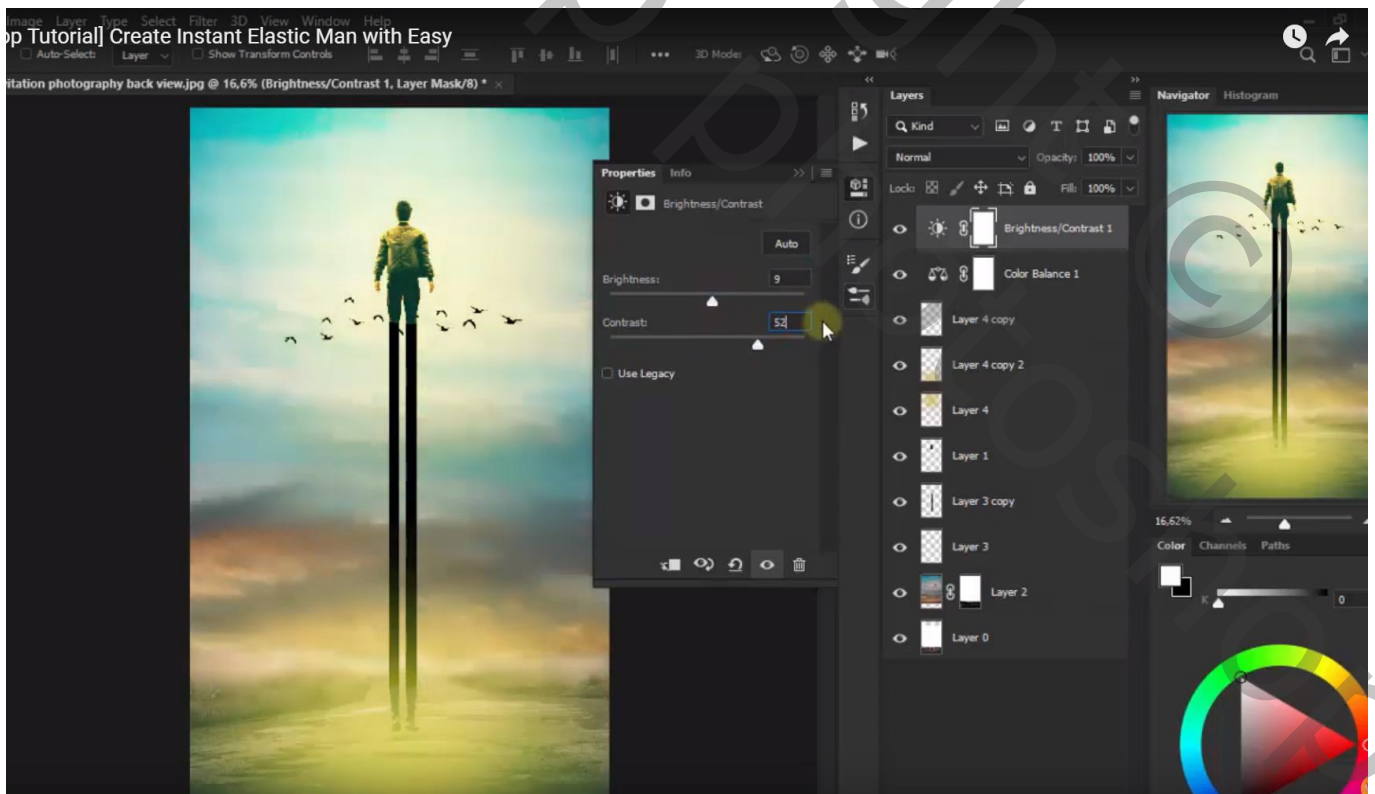 Image Layer Type Select Filter 3D View Window Help
op Tutorial] Create Instant Elastic Man with Easy
Auto-Select: Layer Show Transform Controls 3D Mode:
itation photography back view.jpg @ 16,6% (Brightness/Contrast 1, Layer Mask/8) *
Properties Info
Brightness/Contrast
Auto
Brightness: 9
Contrast: 52
Use Legacy
Layers
Kind
Normal Opacity: 100%
Lock: Fill: 100%
Brightness/Contrast 1
Color Balance 1
Layer 4 copy
Layer 4 copy 2
Layer 4
Layer 1
Layer 3 copy
Layer 3
Layer 2
Layer 0
Navigator Histogram
16,62%
Color Channels Paths
K 0